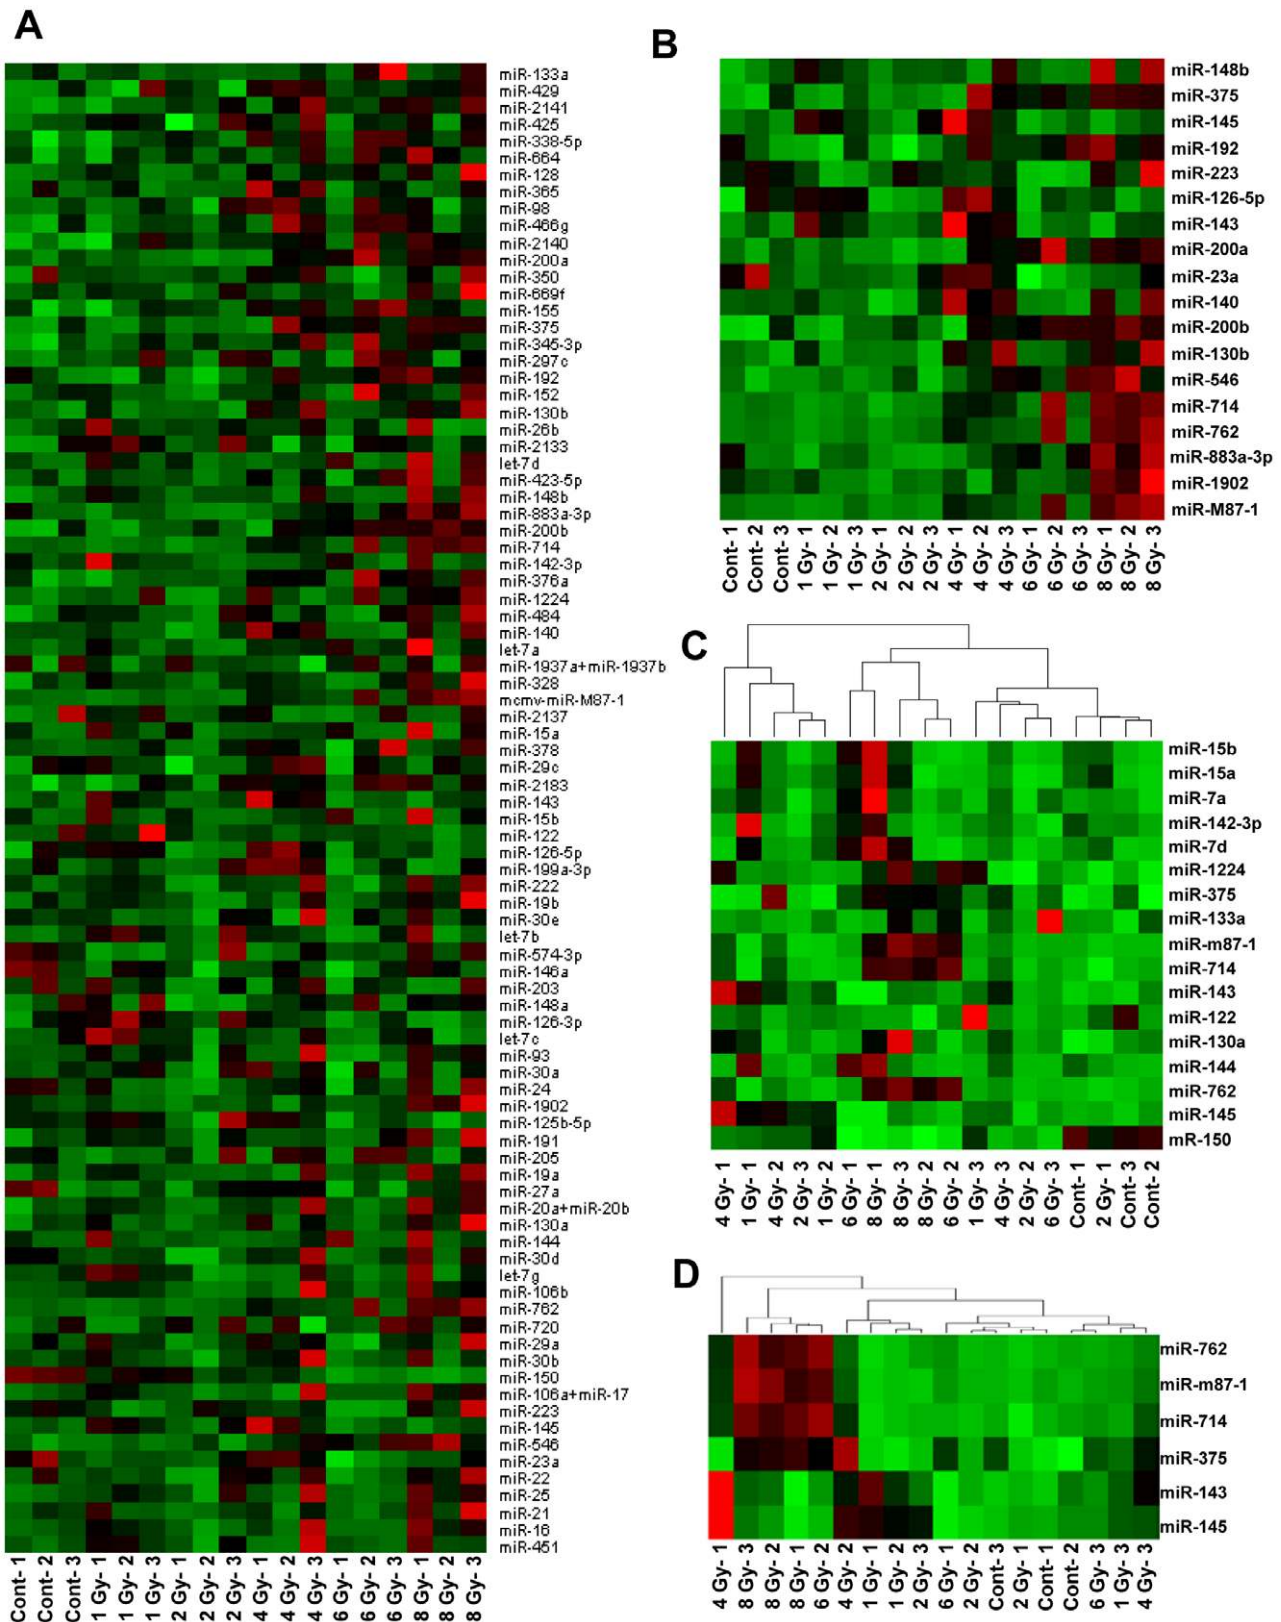 A
miR-133a
miR-429
miR-2141
miR-425
miR-338-5p
miR-664
miR-128
miR-365
miR-98
miR-466g
miR-2140
miR-200a
miR-350
miR-669f
miR-155
miR-375
miR-345-3p
miR-297c
miR-192
miR-152
miR-130b
miR-26b
miR-2133
let-7d
miR-423-5p
miR-148b
miR-883a-3p
miR-200b
miR-714
miR-142-3p
miR-376a
miR-1224
miR-484
miR-140
let-7a
miR-1937a+miR-1937b
miR-328
mcmv-miR-M87-1
miR-2137
miR-15a
miR-378
miR-29c
miR-2183
miR-143
miR-15b
miR-122
miR-126-5p
miR-199a-3p
miR-222
miR-19b
miR-30e
let-7b
miR-574-3p
miR-146a
miR-203
miR-148a
miR-126-3p
let-7c
miR-93
miR-30a
miR-24
miR-1902
miR-125b-5p
miR-191
miR-205
miR-19a
miR-27a
miR-20a+miR-20b
miR-130a
miR-144
miR-30d
let-7g
miR-106b
miR-762
miR-720
miR-29a
miR-30b
miR-150
miR-106a+miR-17
miR-223
miR-145
miR-546
miR-23a
miR-22
miR-25
miR-21
miR-16
miR-451
Cont- 1
Cont- 2
Cont- 3
1 Gy- 1
1 Gy- 2
1 Gy- 3
2 Gy- 1
2 Gy- 2
2 Gy- 3
4 Gy- 1
4 Gy- 2
4 Gy- 3
6 Gy- 1
6 Gy- 2
6 Gy- 3
8 Gy- 1
8 Gy- 2
8 Gy- 3
B
miR-148b
miR-375
miR-145
miR-192
miR-223
miR-126-5p
miR-143
miR-200a
miR-23a
miR-140
miR-200b
miR-130b
miR-546
miR-714
miR-762
miR-883a-3p
miR-1902
miR-M87-1
Cont- 1
Cont- 2
Cont- 3
1 Gy- 1
1 Gy- 2
1 Gy- 3
2 Gy- 1
2 Gy- 2
2 Gy- 3
4 Gy- 1
4 Gy- 2
4 Gy- 3
6 Gy- 1
6 Gy- 2
6 Gy- 3
8 Gy- 1
8 Gy- 2
8 Gy- 3
C
miR-15b
miR-15a
miR-7a
miR-142-3p
miR-7d
miR-1224
miR-375
miR-133a
miR-m87-1
miR-714
miR-143
miR-122
miR-130a
miR-144
miR-762
miR-145
mR-150
4 Gy- 1
1 Gy- 1
4 Gy- 2
2 Gy- 3
1 Gy- 2
6 Gy- 1
8 Gy- 1
8 Gy- 3
8 Gy- 2
6 Gy- 2
1 Gy- 3
4 Gy- 3
2 Gy- 2
6 Gy- 3
Cont- 1
2 Gy- 1
Cont- 3
Cont- 2
D
miR-762
miR-m87-1
miR-714
miR-375
miR-143
miR-145
4 Gy- 1
8 Gy- 3
8 Gy- 2
8 Gy- 1
6 Gy- 2
4 Gy- 2
1 Gy- 1
1 Gy- 2
2 Gy- 3
6 Gy- 1
2 Gy- 2
Cont- 3
2 Gy- 1
Cont- 1
Cont- 2
6 Gy- 3
1 Gy- 3
4 Gy- 3